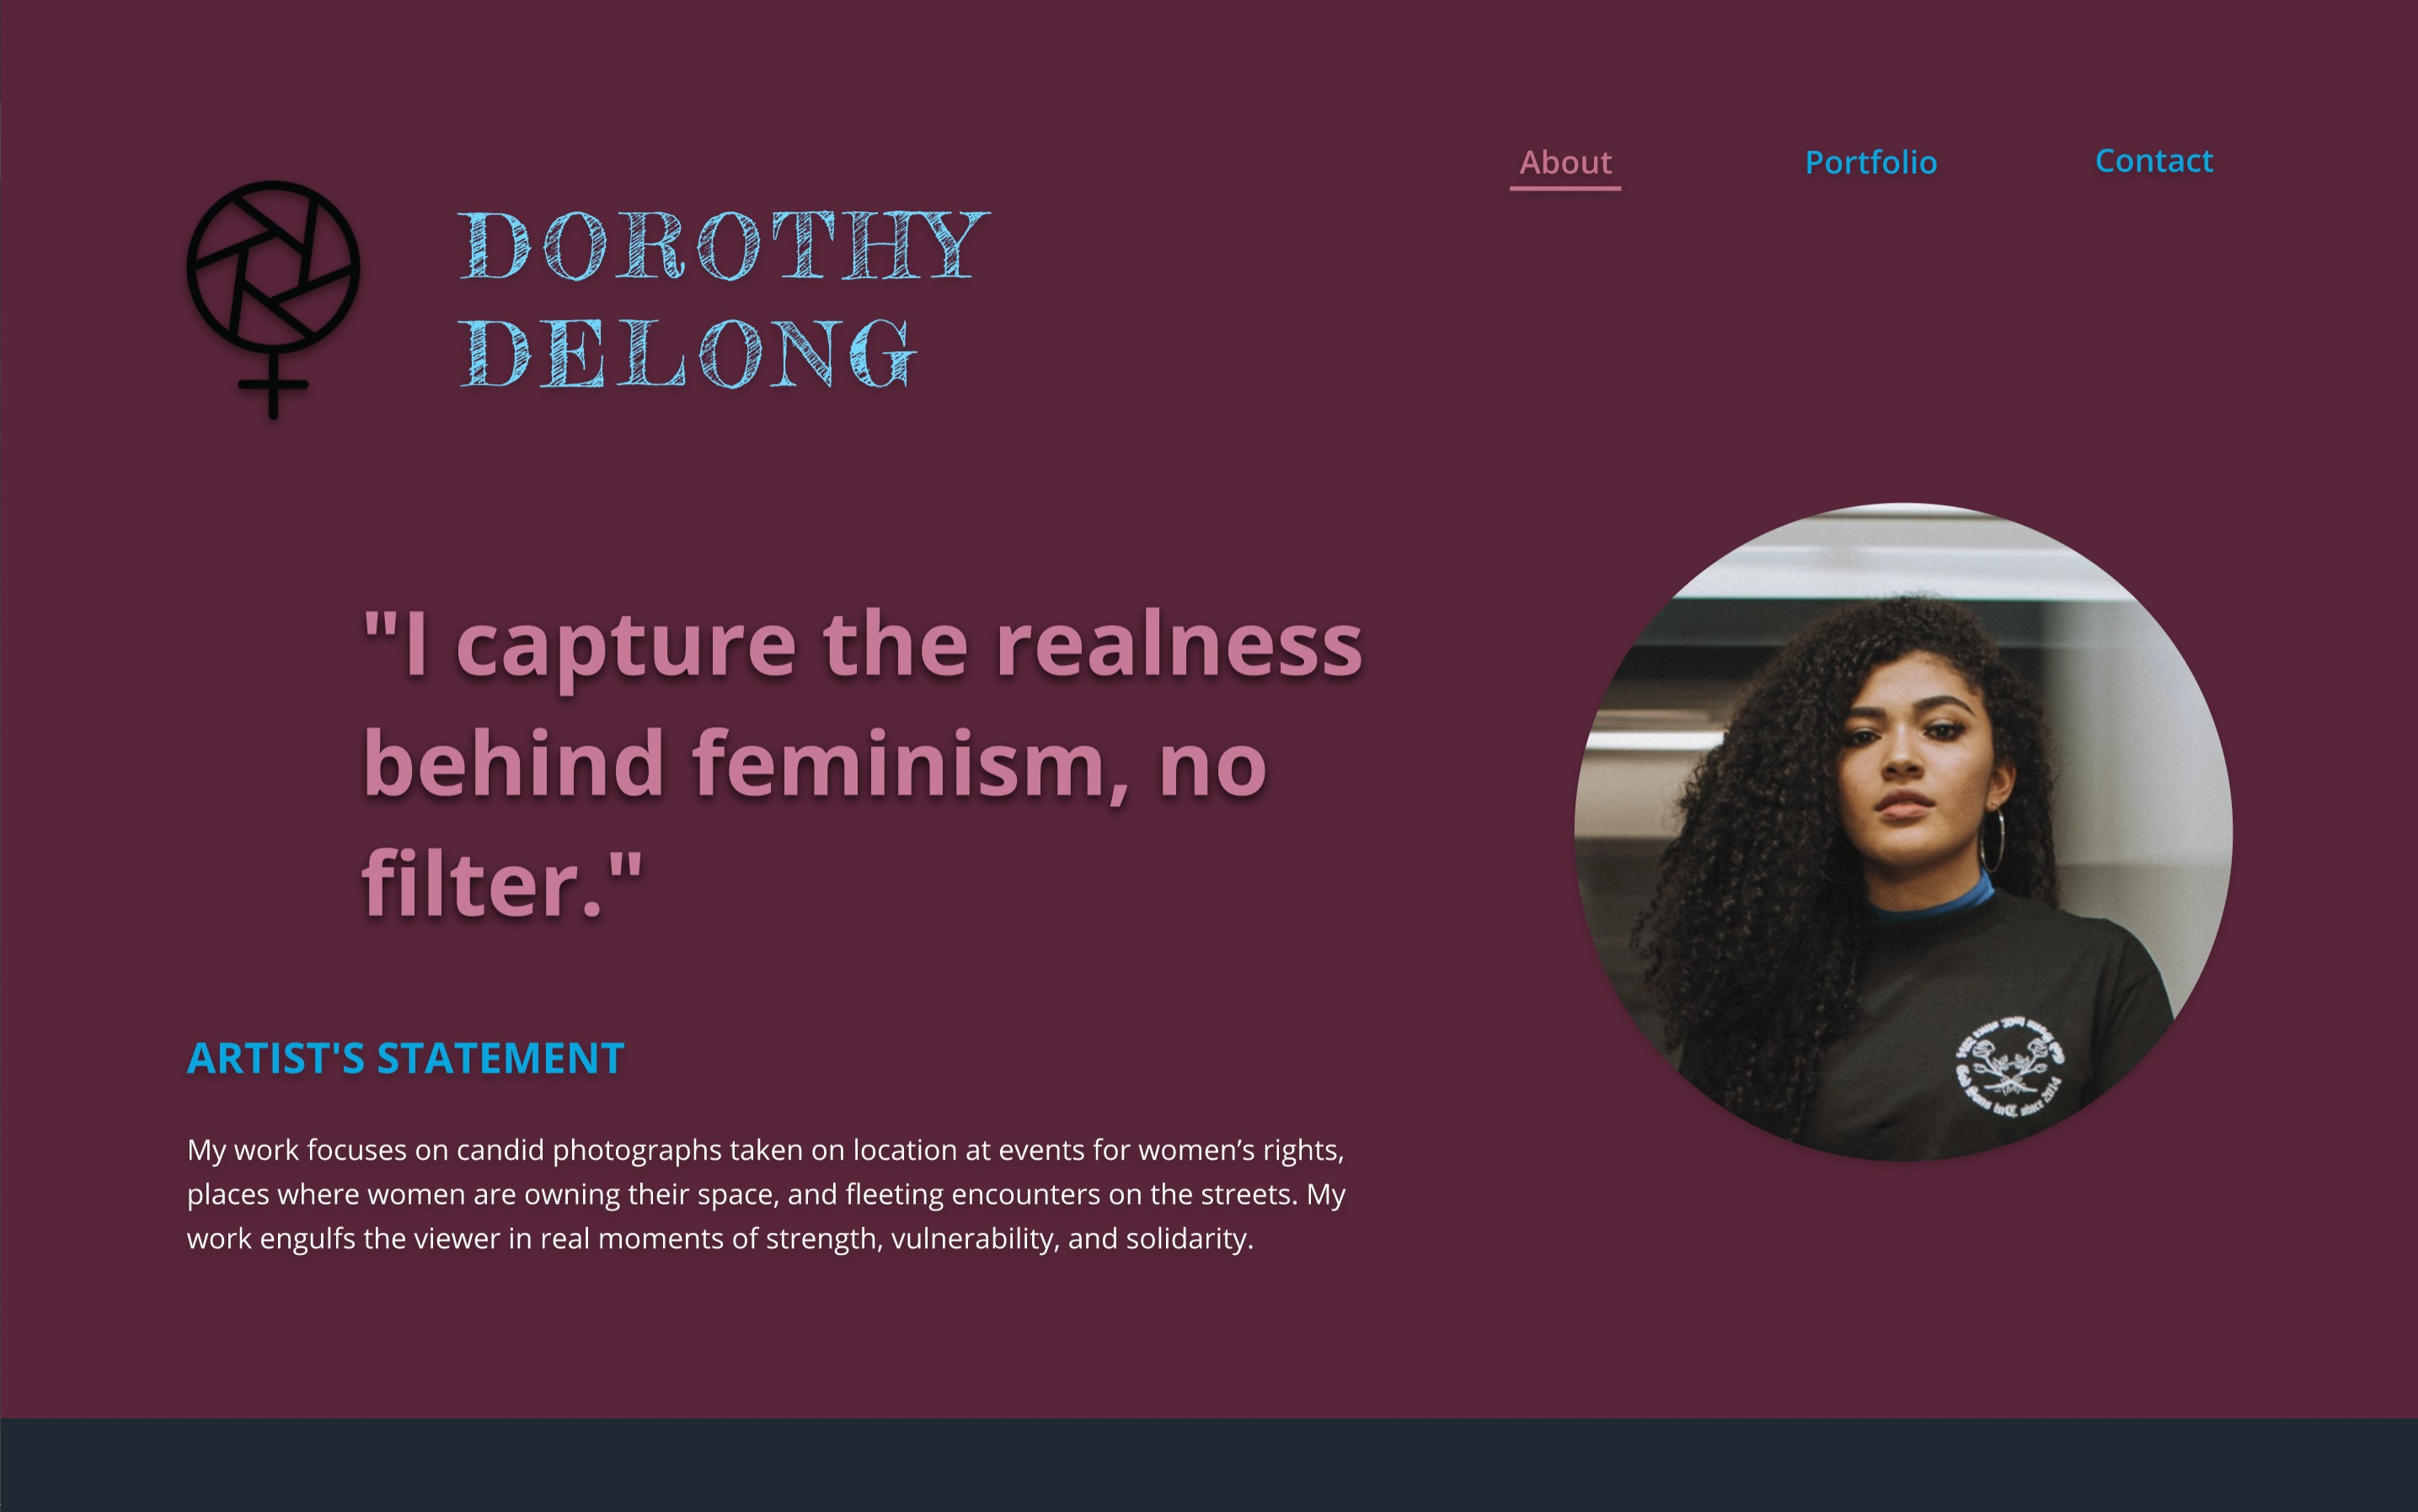 About
Portfolio
Contact
DOROTHY
DELONG
"I capture the realness
behind feminism, no
filter."
ARTIST'S STATEMENT
My work focuses on candid photographs taken on location at events for women’s rights,
places where women are owning their space, and fleeting encounters on the streets. My
work engulfs the viewer in real moments of strength, vulnerability, and solidarity.
since 2014